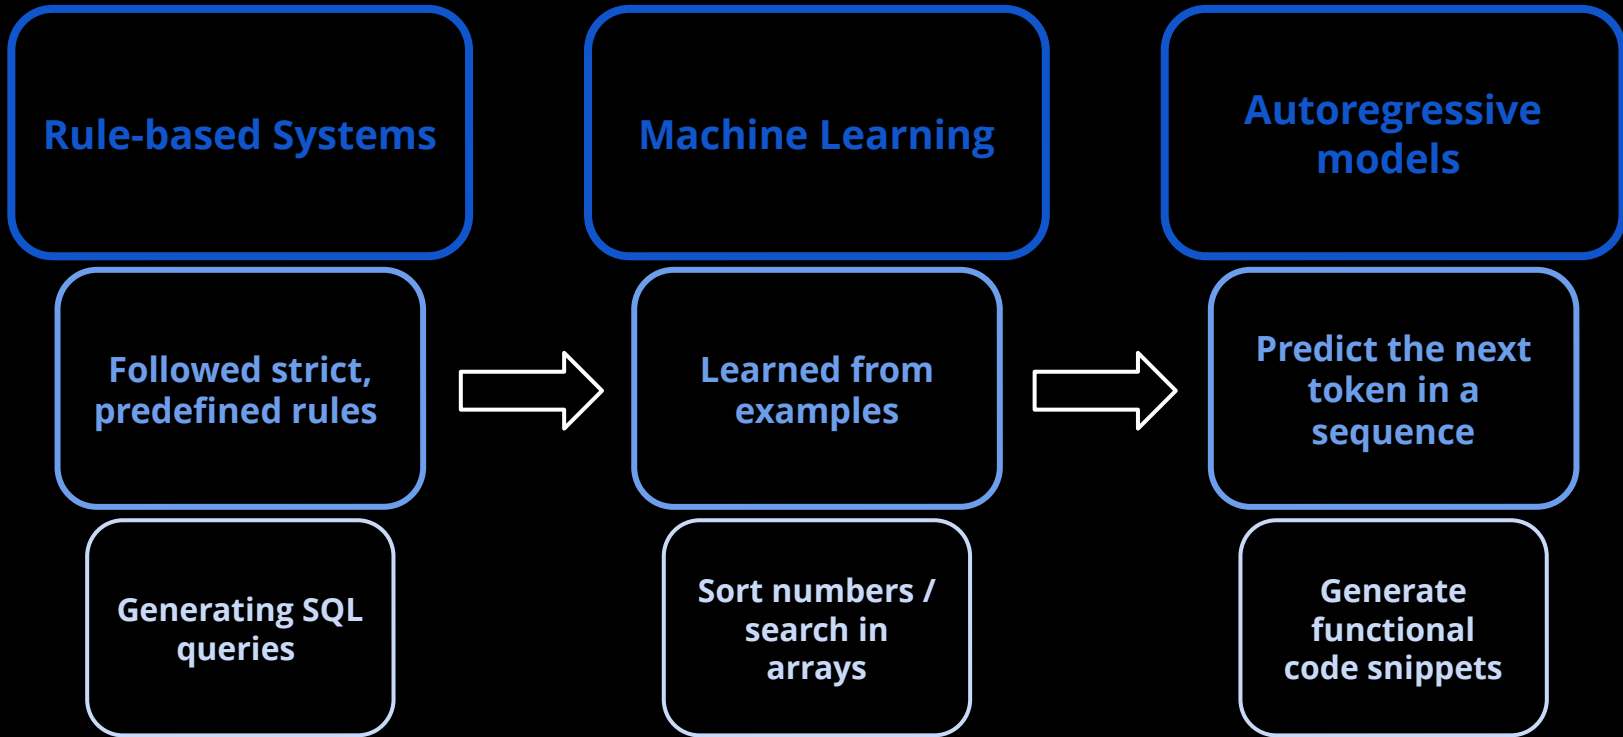 Rule-based Systems
Machine Learning
Autoregressive
models
Followed strict,
predefined rules
Learned from
examples
Predict the next
token in a
sequence
Generating SQL
queries
Sort numbers /
search in
arrays
Generate
functional
code snippets